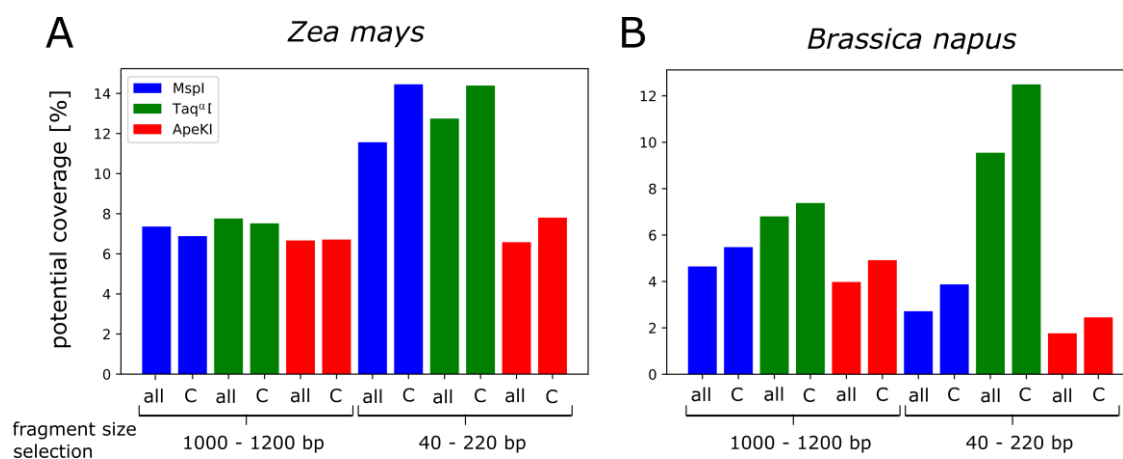 A
Zea mays
B
Brassica napus
potential coverage [%]
MspI
Taqᵅ I
ApeKI
14
12
10
8
6
4
2
0
12
10
8
6
4
2
0
all C all C all C all C all C all C
all C all C all C all C all C all C
fragment size
selection
1000 - 1200 bp
40 - 220 bp
1000 - 1200 bp
40 - 220 bp